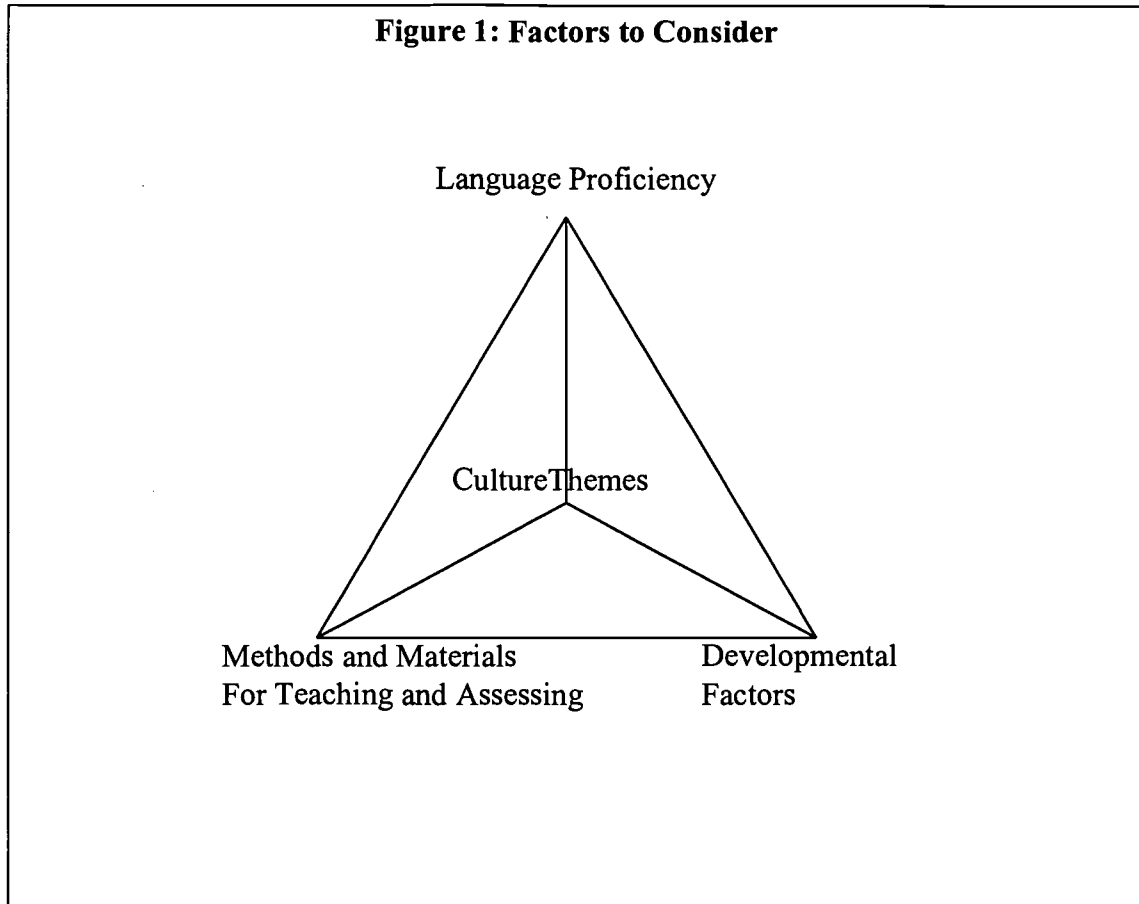 Figure 1: Factors to Consider
Language Proficiency
CultureThemes
Methods and Materials
For Teaching and Assessing
Developmental
Factors